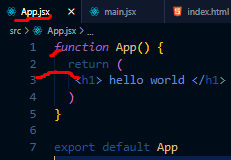 App.jsx main.jsx index.html
src > App.jsx > ...
1 function App() {
2 return (
3 <h1> hello world </h1>
4 )
5 }
6
7 export default App